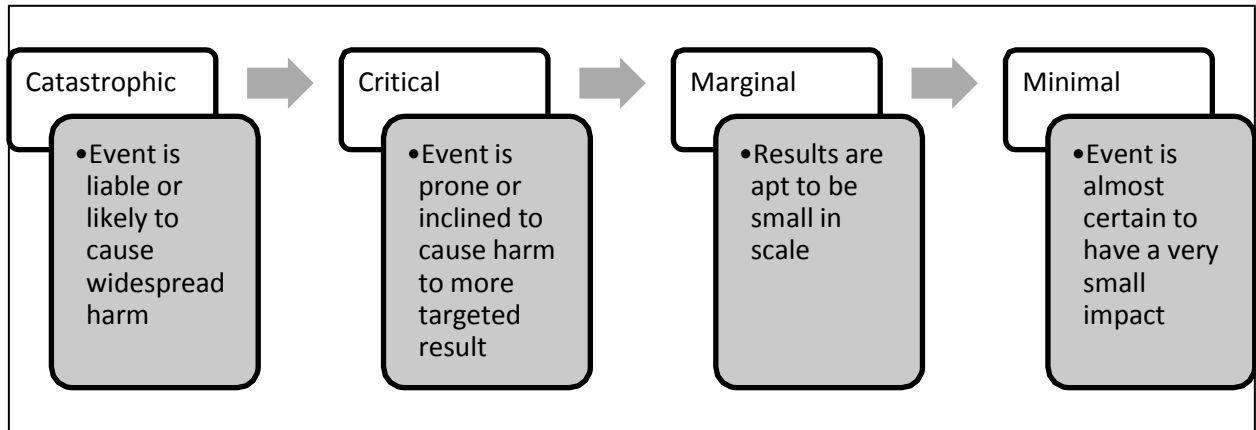 Catastrophic
•Event is
liable or
likely to
cause
widespread
harm
Critical
•Event is
prone or
inclined to
cause harm
to more
targeted
result
Marginal
•Results are
apt to be
small in
scale
Minimal
•Event is
almost
certain to
have a very
small
impact